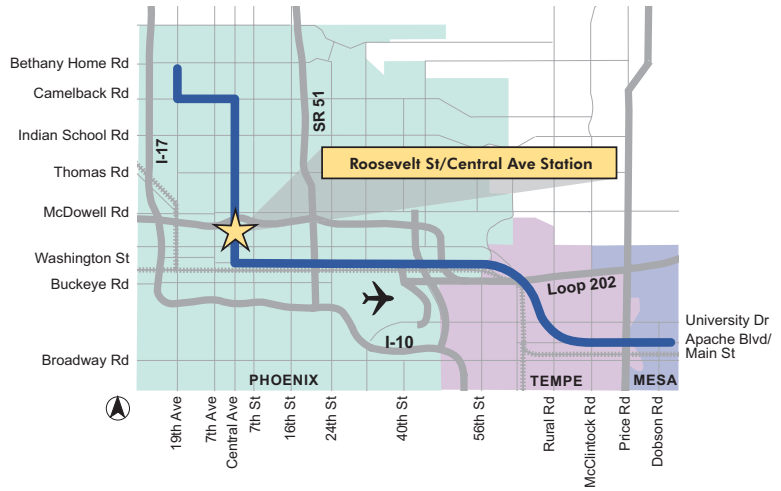 Bethany Home Rd
Camelback Rd
Indian School Rd
Thomas Rd
McDowell Rd
Washington St
Buckeye Rd
Broadway Rd
I-17
SR 51
Roosevelt St/Central Ave Station
Loop 202
I-10
University Dr
Apache Blvd/
Main St
PHOENIX
TEMPE
MESA
19th Ave
7th Ave
Central Ave
7th St
16th St
24th St
40th St
56th St
Rural Rd
McClintock Rd
Price Rd
Dobson Rd